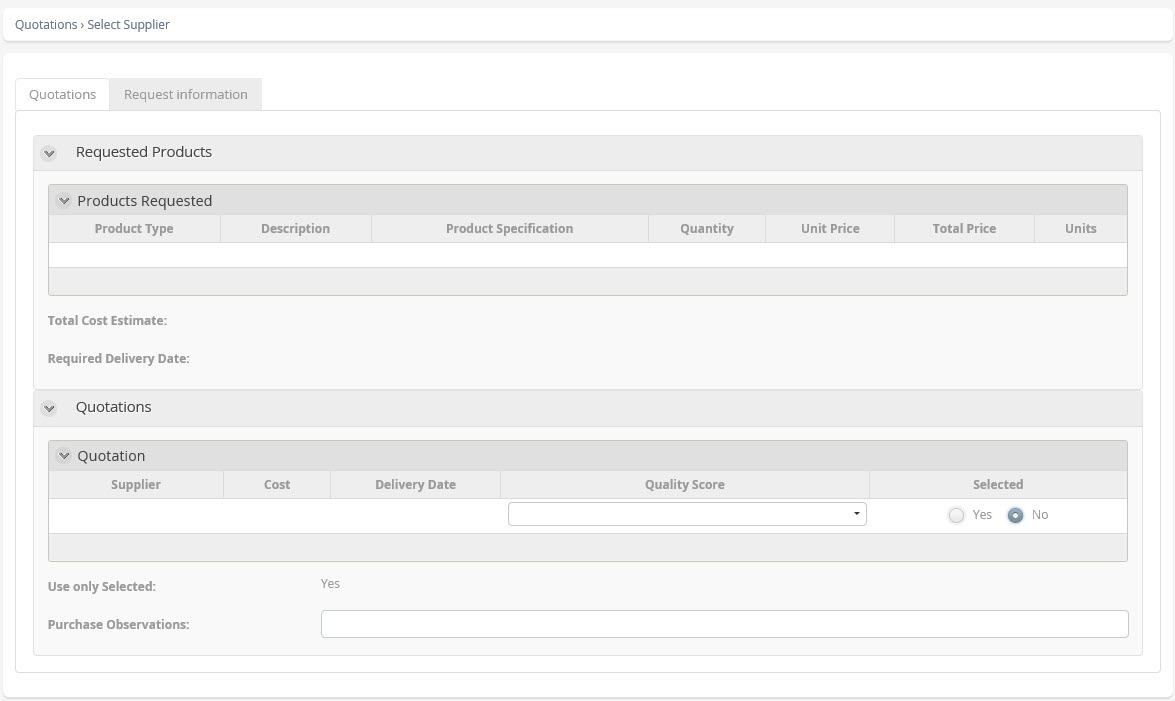 Quotations › Select Supplier
Quotations Request information
Requested Products
Products Requested
Product Type Description Product Specification Quantity Unit Price Total Price Units
Total Cost Estimate:
Required Delivery Date:
Quotations
Quotation
Supplier Cost Delivery Date Quality Score Selected
Yes No
Use only Selected: Yes
Purchase Observations: